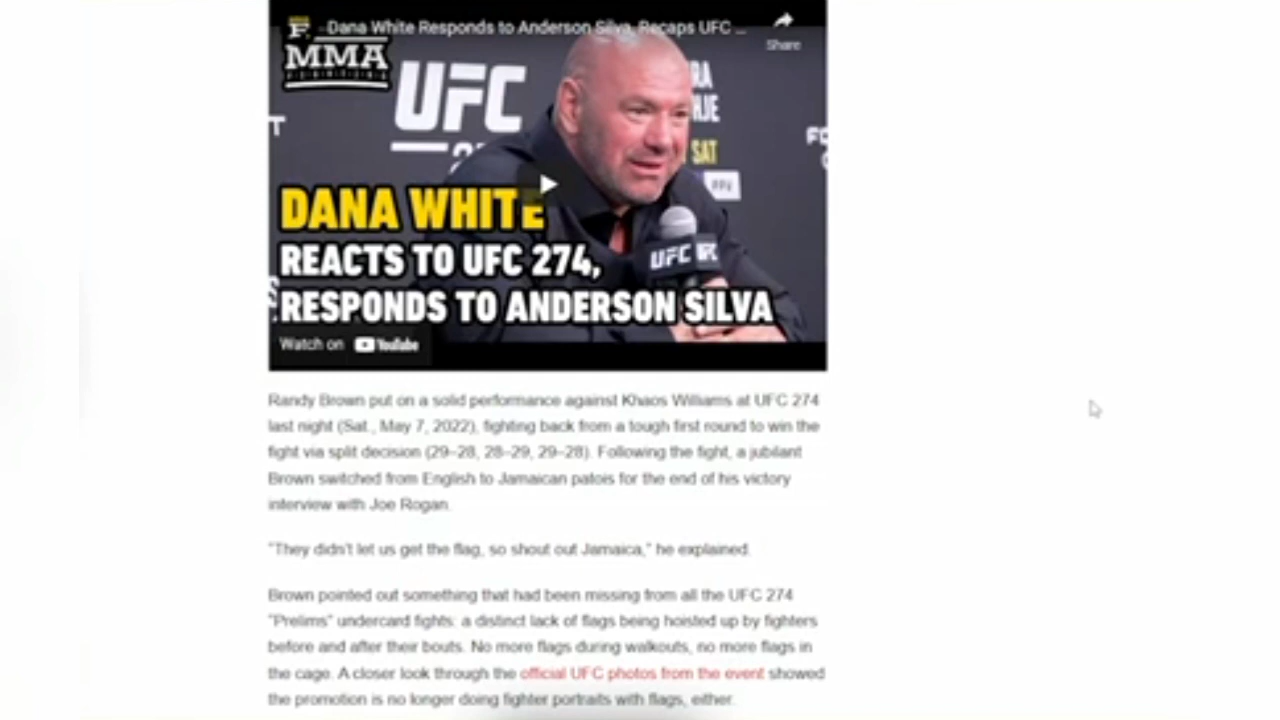 Dana White Responds to Anderson Silva, Recaps UFC ...
Share
MMA
UFC
SAT
PPV
DANA WHITE
REACTS TO UFC 274,
UFC UFC
RESPONDS TO ANDERSON SILVA
Watch on YouTube
Randy Brown put on a solid performance against Khaos Williams at UFC 274
last night (Sat., May 7, 2022), fighting back from a tough first round to win the
fight via split decision (29–28, 28–29, 29–28). Following the fight, a jubilant
Brown switched from English to Jamaican patois for the end of his victory
interview with Joe Rogan.
"They didn't let us get the flag, so shout out Jamaica," he explained.
Brown pointed out something that had been missing from all the UFC 274
"Prelims" undercard fights: a distinct lack of flags being hoisted up by fighters
before and after their bouts. No more flags during walkouts, no more flags in
the cage. A closer look through the official UFC photos from the event showed
the promotion is no longer doing fighter portraits with flags, either.